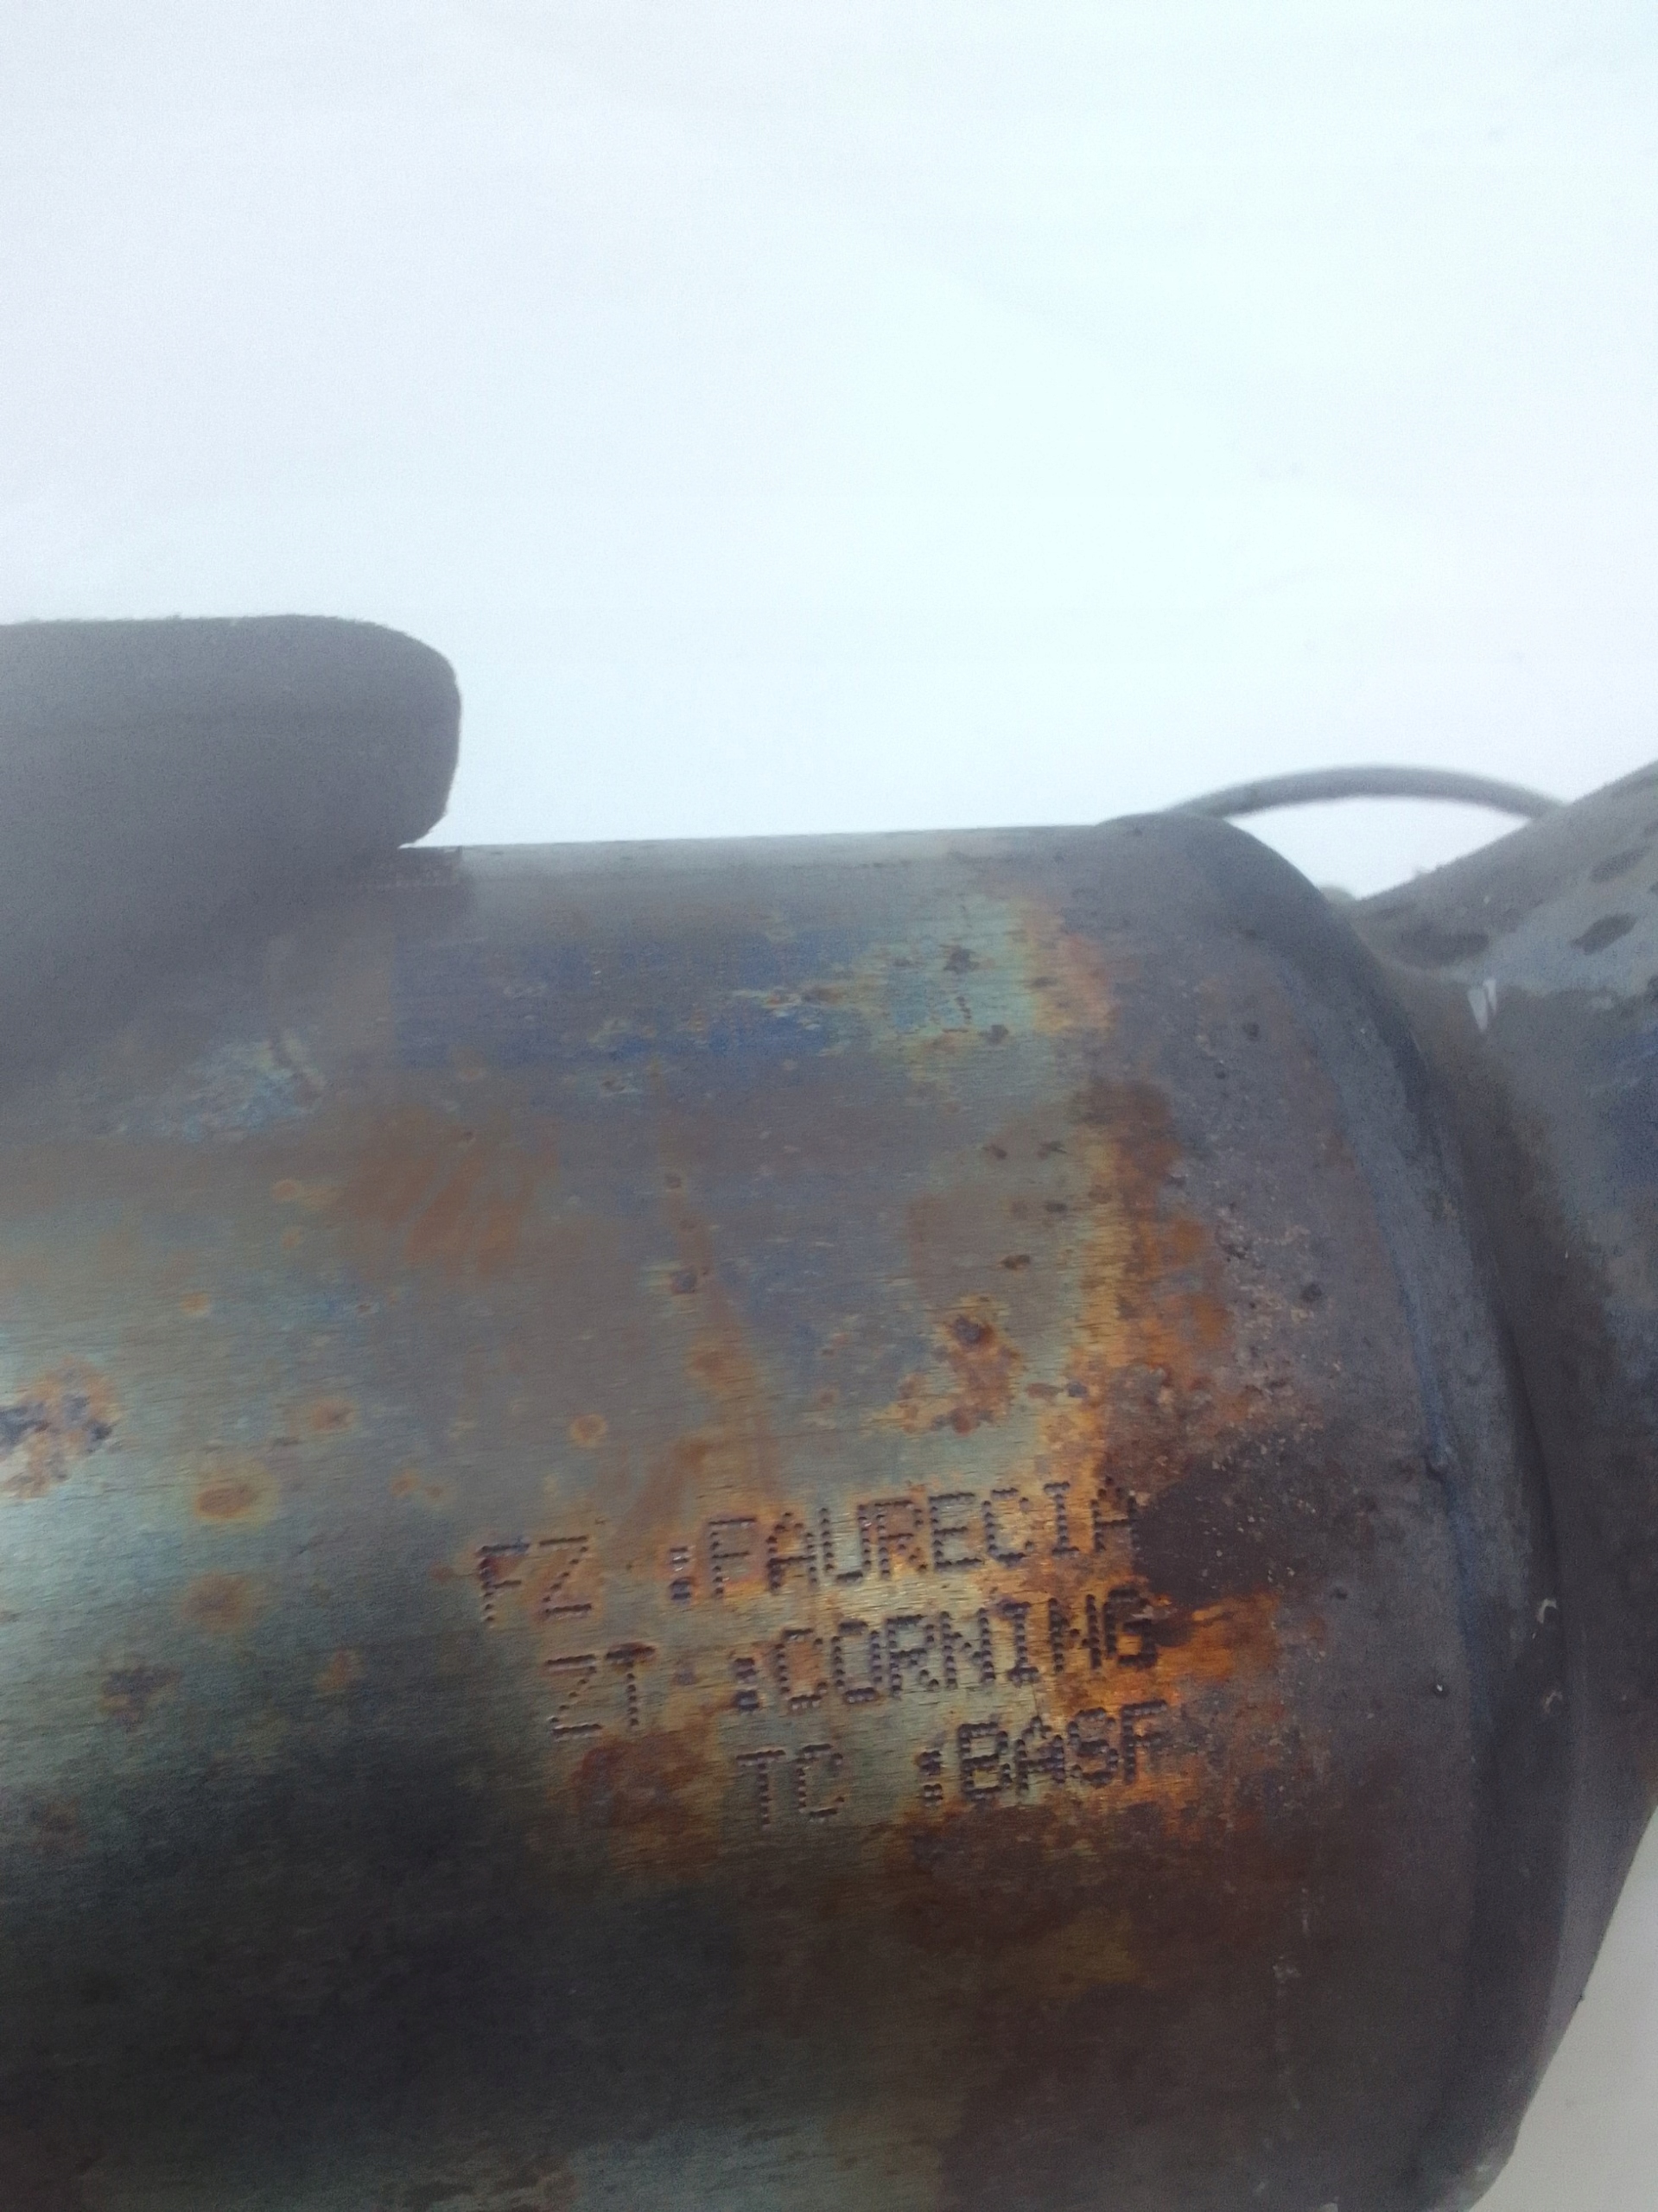 FZ :FAURECIA
ZT :CORNING
TC :BASF